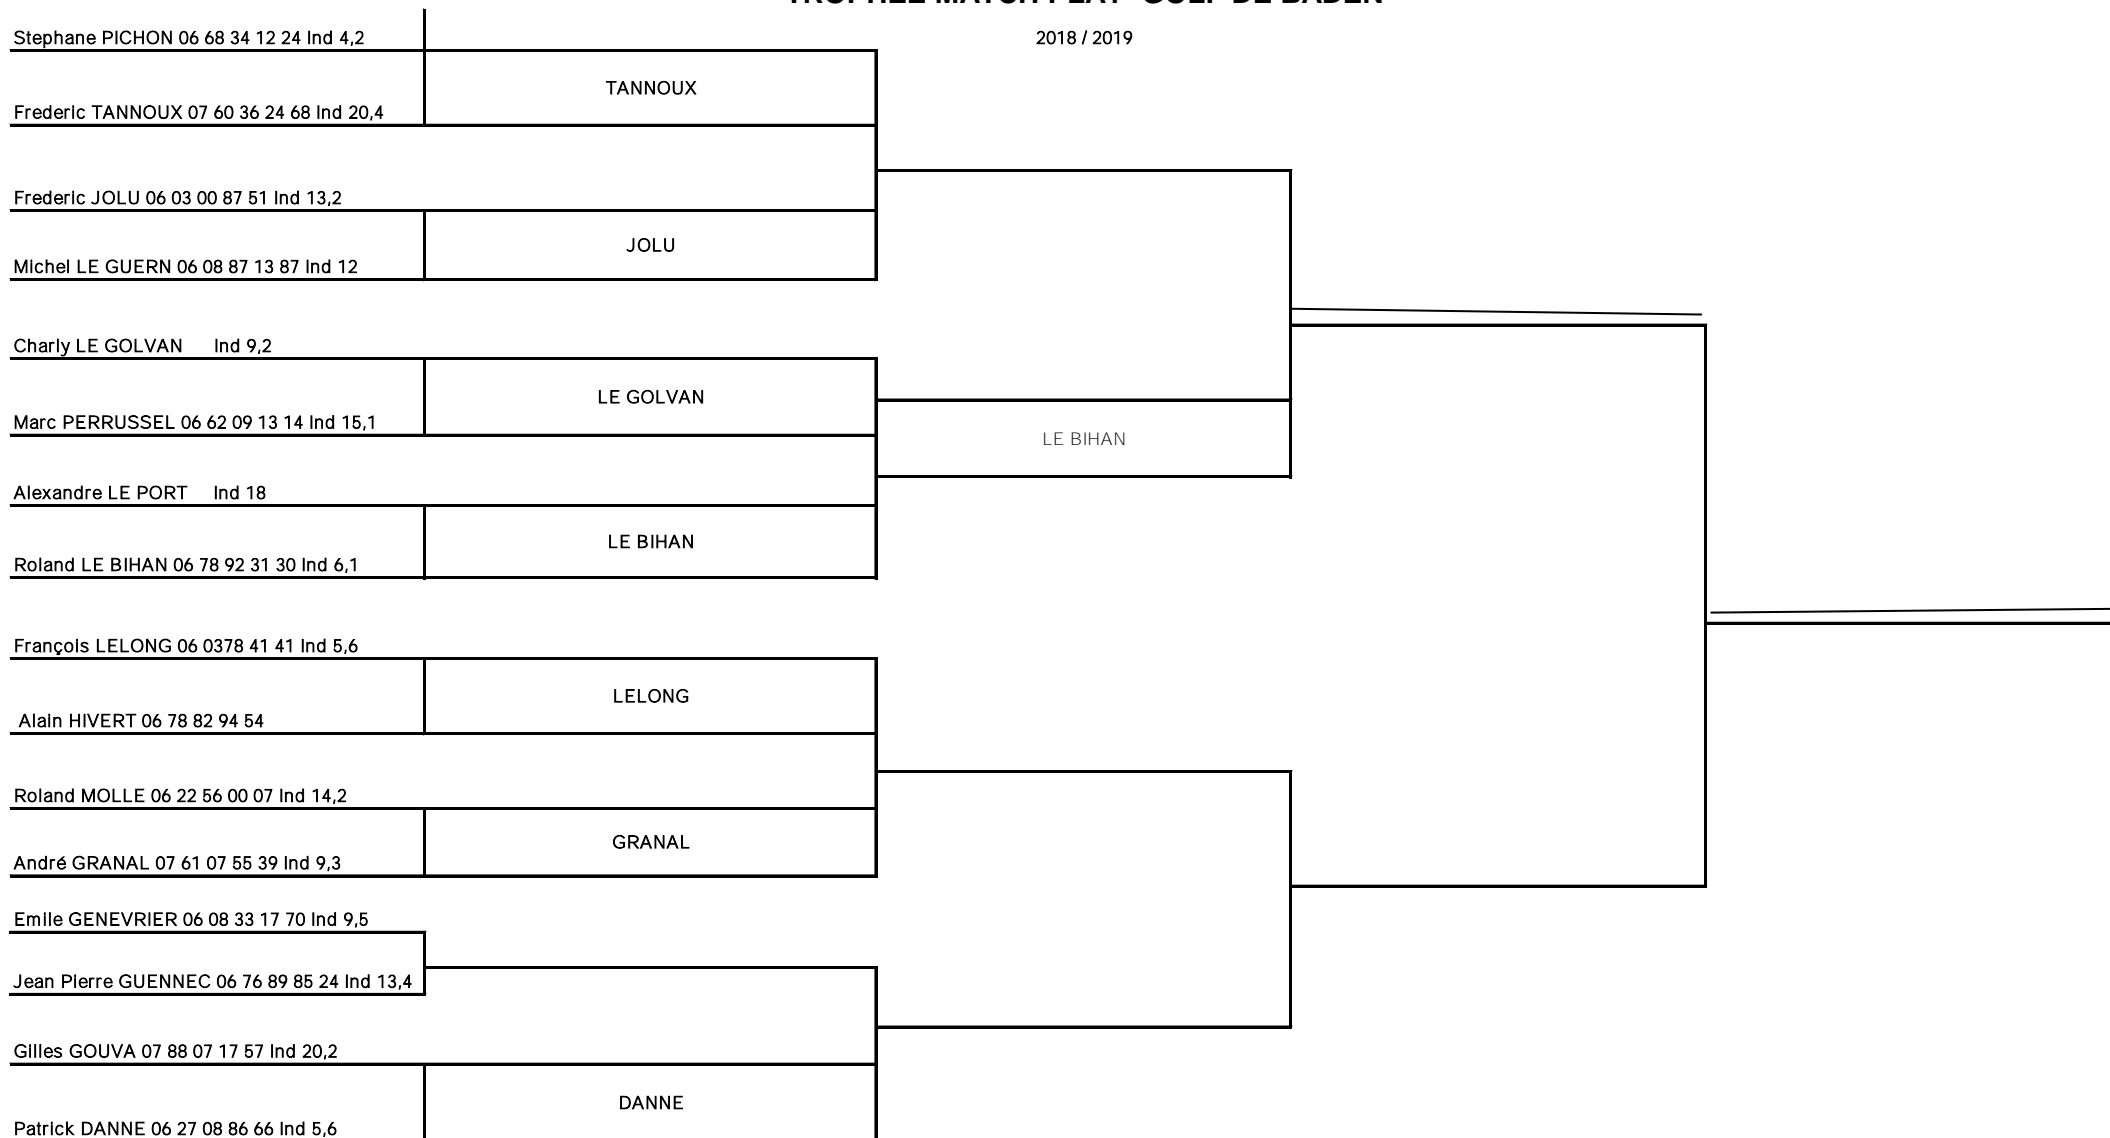 TROPHEE MATCH PLAY GOLF DE BADEN
2018 / 2019
Stephane PICHON 06 68 34 12 24 Ind 4,2
TANNOUX
Frederic TANNOUX 07 60 36 24 68 Ind 20,4
Frederic JOLU 06 03 00 87 51 Ind 13,2
JOLU
Michel LE GUERN 06 08 87 13 87 Ind 12
Charly LE GOLVAN Ind 9,2
LE GOLVAN
Marc PERRUSSEL 06 62 09 13 14 Ind 15,1
LE BIHAN
Alexandre LE PORT Ind 18
LE BIHAN
Roland LE BIHAN 06 78 92 31 30 Ind 6,1
François LELONG 06 0378 41 41 Ind 5,6
LELONG
Alain HIVERT 06 78 82 94 54
Roland MOLLE 06 22 56 00 07 Ind 14,2
GRANAL
André GRANAL 07 61 07 55 39 Ind 9,3
Emile GENEVRIER 06 08 33 17 70 Ind 9,5
Jean Pierre GUENNEC 06 76 89 85 24 Ind 13,4
Gilles GOUVA 07 88 07 17 57 Ind 20,2
DANNE
Patrick DANNE 06 27 08 86 66 Ind 5,6